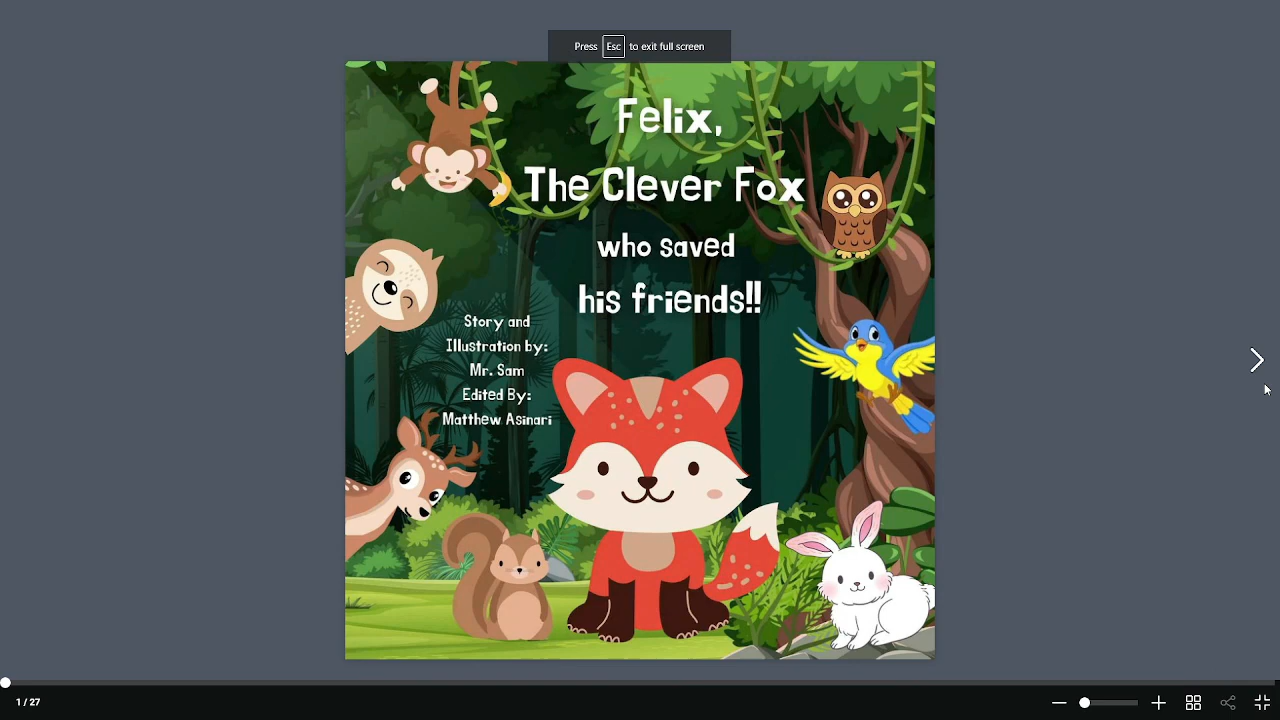 Press Esc to exit full screen
Felix,
The Clever Fox
who saved
his friends!!
Story and
Illustration by:
Mr. Sam
Edited By:
Matthew Asinari
1 / 27